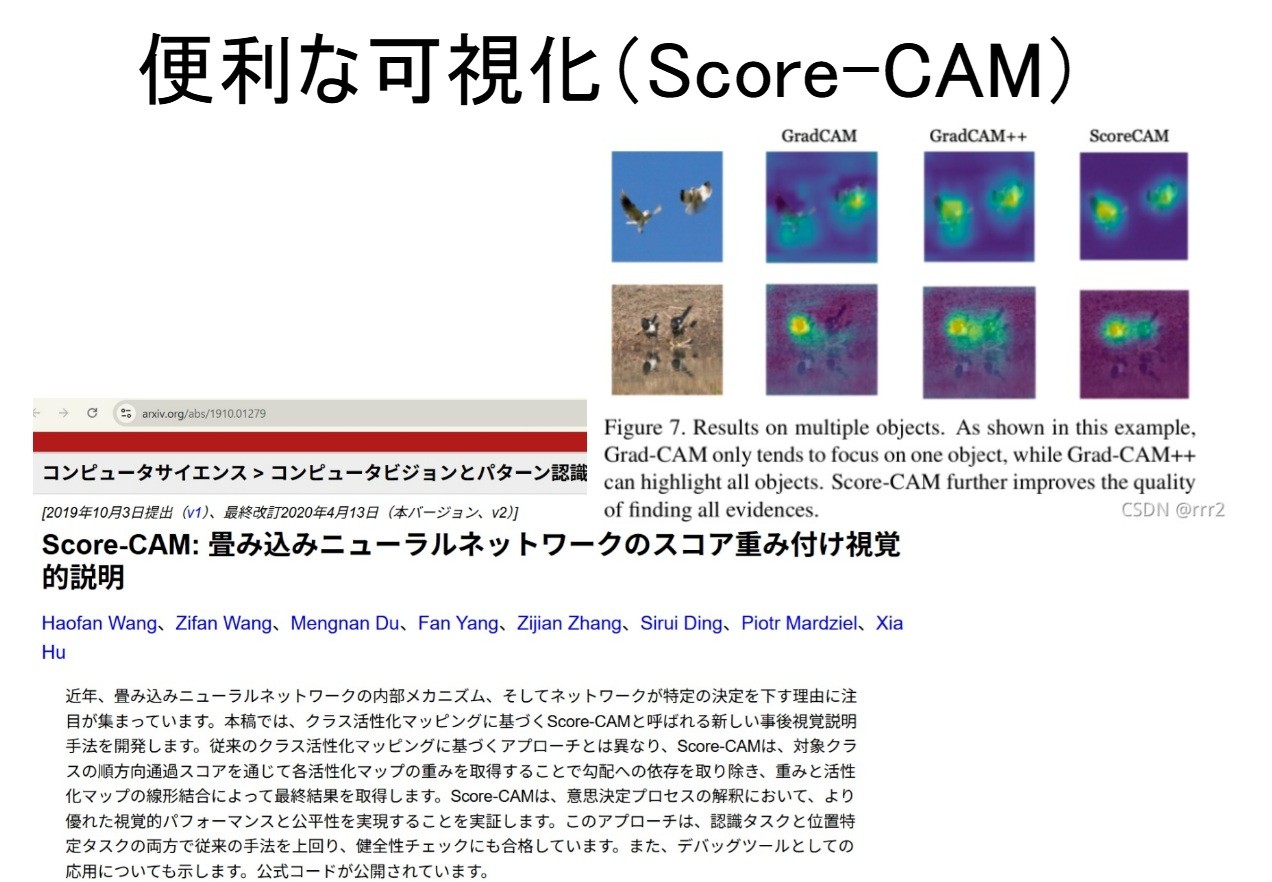 便利な可視化（Score-CAM）
GradCAM
GradCAM++
ScoreCAM
Figure 7. Results on multiple objects. As shown in this example,
Grad-CAM only tends to focus on one object, while Grad-CAM++
can highlight all objects. Score-CAM further improves the quality
of finding all evidences.
CSDN @rrr2
arxiv.org/abs/1910.01279
コンピュータサイエンス > コンピュータビジョンとパターン認識
[2019年10月3日提出（v1）、最終改訂2020年4月13日（本バージョン、v2）]
Score-CAM: 畳み込みニューラルネットワークのスコア重み付け視覚
的説明
Haofan Wang、Zifan Wang、Mengnan Du、Fan Yang、Zijian Zhang、Sirui Ding、Piotr Mardziel、Xia
Hu
近年、畳み込みニューラルネットワークの内部メカニズム、そしてネットワークが特定の決定を下す理由に注
目が集まっています。本稿では、クラス活性化マッピングに基づくScore-CAMと呼ばれる新しい事後視覚説明
手法を開発します。従来のクラス活性化マッピングに基づくアプローチとは異なり、Score-CAMは、対象クラ
スの順方向通過スコアを通じて各活性化マップの重みを取得することで勾配への依存を取り除き、重みと活性
化マップの線形結合によって最終結果を取得します。Score-CAMは、意思決定プロセスの解釈において、より
優れた視覚的パフォーマンスと公平性を実現することを実証します。このアプローチは、認識タスクと位置特
定タスクの両方で従来の手法を上回り、健全性チェックにも合格しています。また、デバッグツールとしての
応用についても示します。公式コードが公開されています。